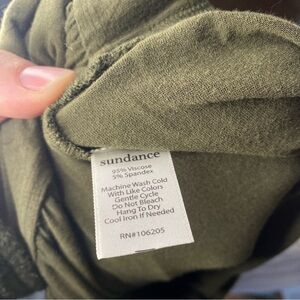 sundance
95% Viscose
5% Spandex
Machine Wash Cold
With Like Colors
Gentle Cycle
Do Not Bleach
Hang To Dry
Cool Iron If Needed
RN#106205